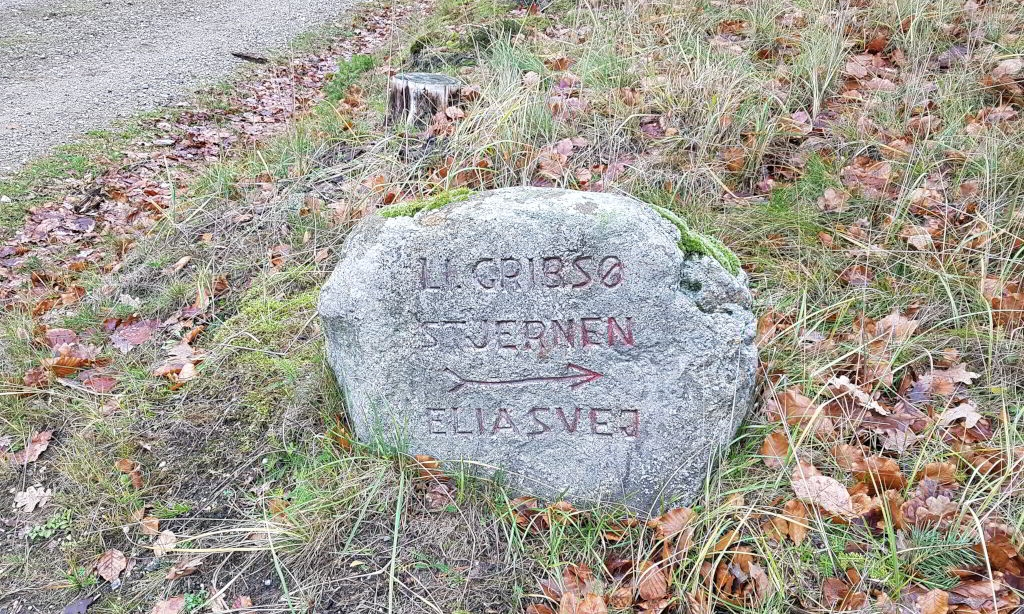 LI. GRIBSØ
STJERNEN
ELIASVEJ